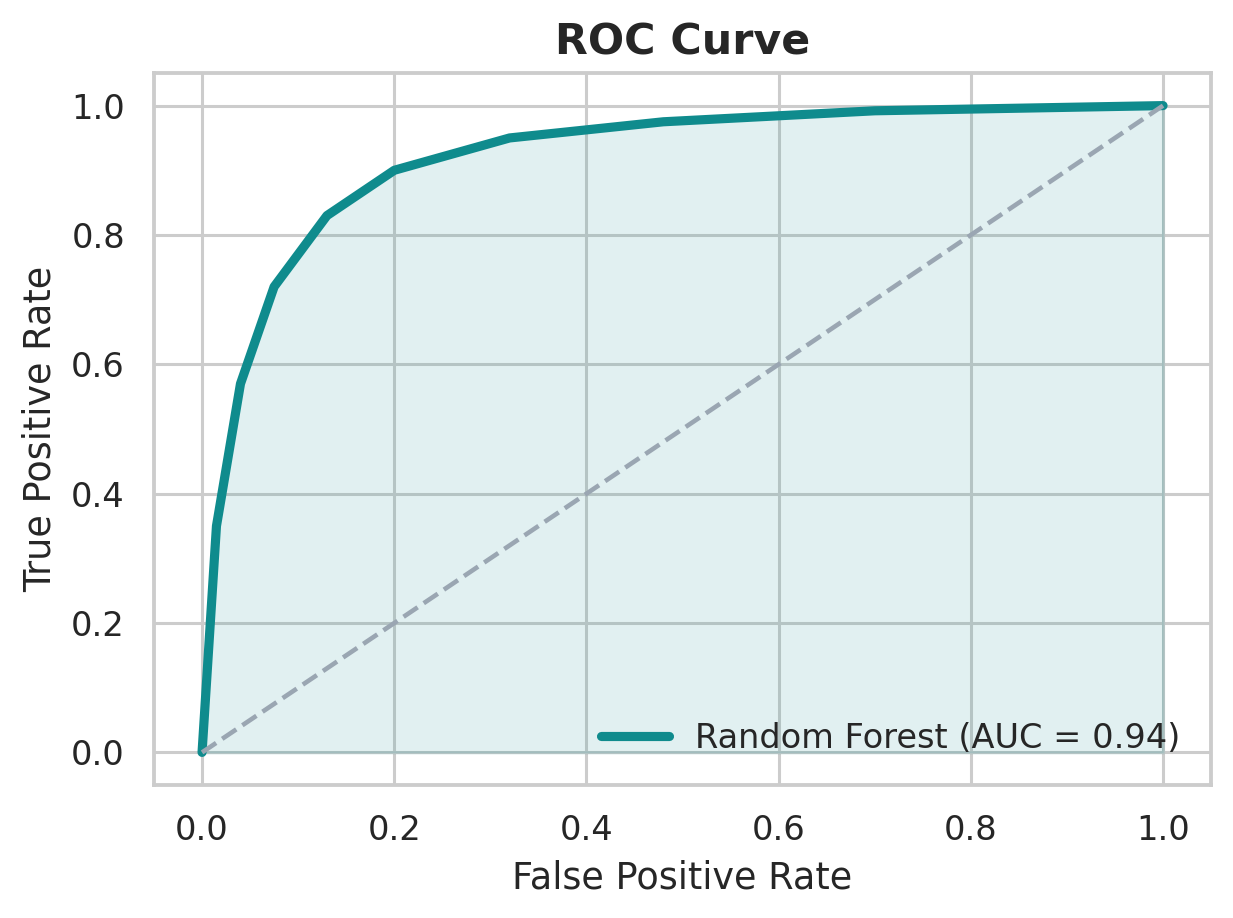 ROC Curve
True Positive Rate
1.0
0.8
0.6
0.4
0.2
0.0
Random Forest (AUC = 0.94)
0.0 0.2 0.4 0.6 0.8 1.0
False Positive Rate